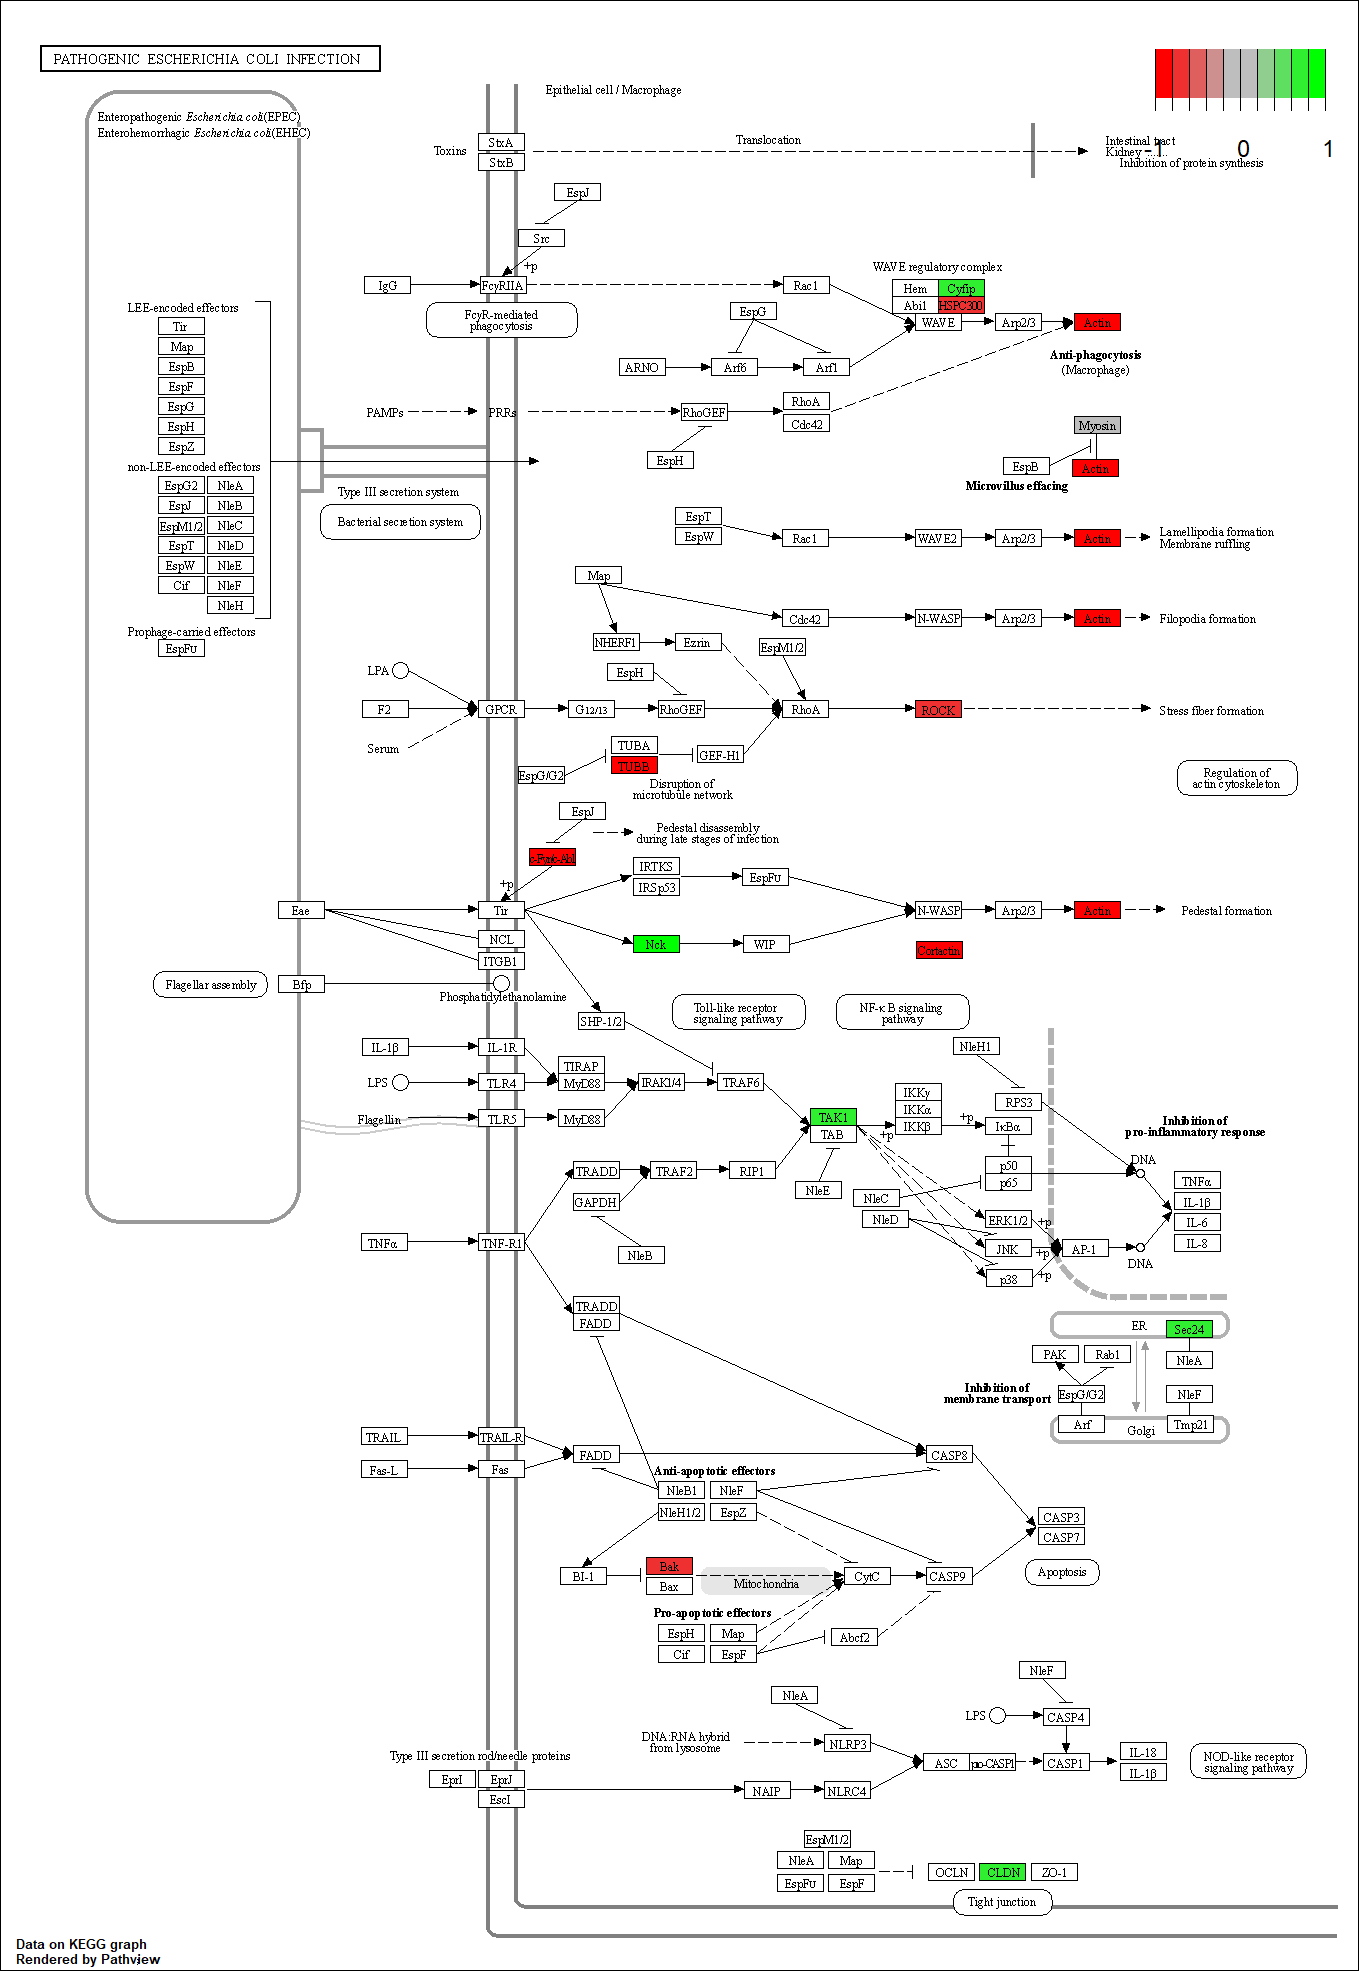 PATHOGENIC ESCHERICHIA COLI INFECTION
Epithelial cell / Macrophage
Enteropathogenic Escherichia coli(EPEC)
Enterohemorrhagic Escherichia coli(EHEC)
-1 0 1
Toxins
StxA
StxB
Translocation
Intestinal tract
Kidney
Inhibition of protein synthesis
EspJ
Src
+p
IgG
FcγRIIA
Rac1
WAVE regulatory complex
Hem
Cyfip
Abi1
HSPC300
WAVE
Arp2/3
Actin
FcγR-mediated
phagocytosis
EspG
ARNO
Arf6
Arf1
Anti-phagocytosis
(Macrophage)
LEE-encoded effectors
Tir
Map
EspB
EspF
EspG
EspH
EspZ
non-LEE-encoded effectors
EspG2
NleA
EspJ
NleB
EspM1/2
NleC
EspT
NleD
EspW
NleE
Cif
NleF
NleH
Prophage-carried effectors
EspFu
PAMPs
PRRs
RhoGEF
RhoA
Cdc42
EspH
Myosin
EspB
Actin
Microvillus effacing
Type III secretion system
Bacterial secretion system
EspT
EspW
Rac1
WAVE2
Arp2/3
Actin
Lamellipodia formation
Membrane ruffling
Map
Cdc42
N-WASP
Arp2/3
Actin
Filopodia formation
NHERF1
Ezrin
EspM1/2
EspH
LPA
F2
Serum
GPCR
G12/13
RhoGEF
RhoA
ROCK
Stress fiber formation
TUBA
TUBB
GEF-H1
EspG/G2
Disruption of
microtubule network
Regulation of
actin cytoskeleton
EspJ
Pedestal disassembly
during late stages of infection
c-Fyn/c-Abl
+p
IRTKS
IRSp53
EspFu
Eae
Tir
N-WASP
Arp2/3
Actin
Pedestal formation
NCL
ITGB1
Nck
WIP
Cortactin
Flagellar assembly
Bfp
Phosphatidylethanolamine
SHP-1/2
Toll-like receptor
signaling pathway
NF-κB signaling
pathway
IL-1β
IL-1R
TIRAP
LPS
TLR4
MyD88
IRAK1/4
TRAF6
Flagellin
TLR5
MyD88
TAK1
TAB
+p
IKKγ
IKKα
IKKβ
+p
IκBα
NleH1
RPS3
Inhibition of
pro-inflammatory response
p50
p65
DNA
TNFα
IL-1β
IL-6
IL-8
TRADD
TRAF2
RIP1
GAPDH
NleE
NleC
NleD
ERK1/2
+p
JNK
+p
p38
+p
AP-1
DNA
TNFα
TNF-R1
NleB
TRADD
FADD
ER
Sec24
PAK
Rab1
NleA
Inhibition of
membrane transport
EspG/G2
NleF
Arf
Golgi
Tmp21
TRAIL
TRAIL-R
Fas-L
Fas
FADD
CASP8
Anti-apoptotic effectors
NleB1
NleF
NleH1/2
EspZ
CASP3
CASP7
BI-1
Bak
Bax
Mitochondria
CytC
CASP9
Apoptosis
Pro-apoptotic effectors
EspH
Map
Cif
EspF
Abcf2
NleF
NleA
LPS
CASP4
DNA:RNA hybrid
from lysosome
NLRP3
ASC
pro-CASP1
CASP1
IL-18
IL-1β
NOD-like receptor
signaling pathway
Type III secretion rod/needle proteins
EprI
EprJ
EscI
NAIP
NLRC4
EspM1/2
NleA
Map
EspFu
EspF
OCLN
CLDN
ZO-1
Tight junction
Data on KEGG graph
Rendered by Pathview